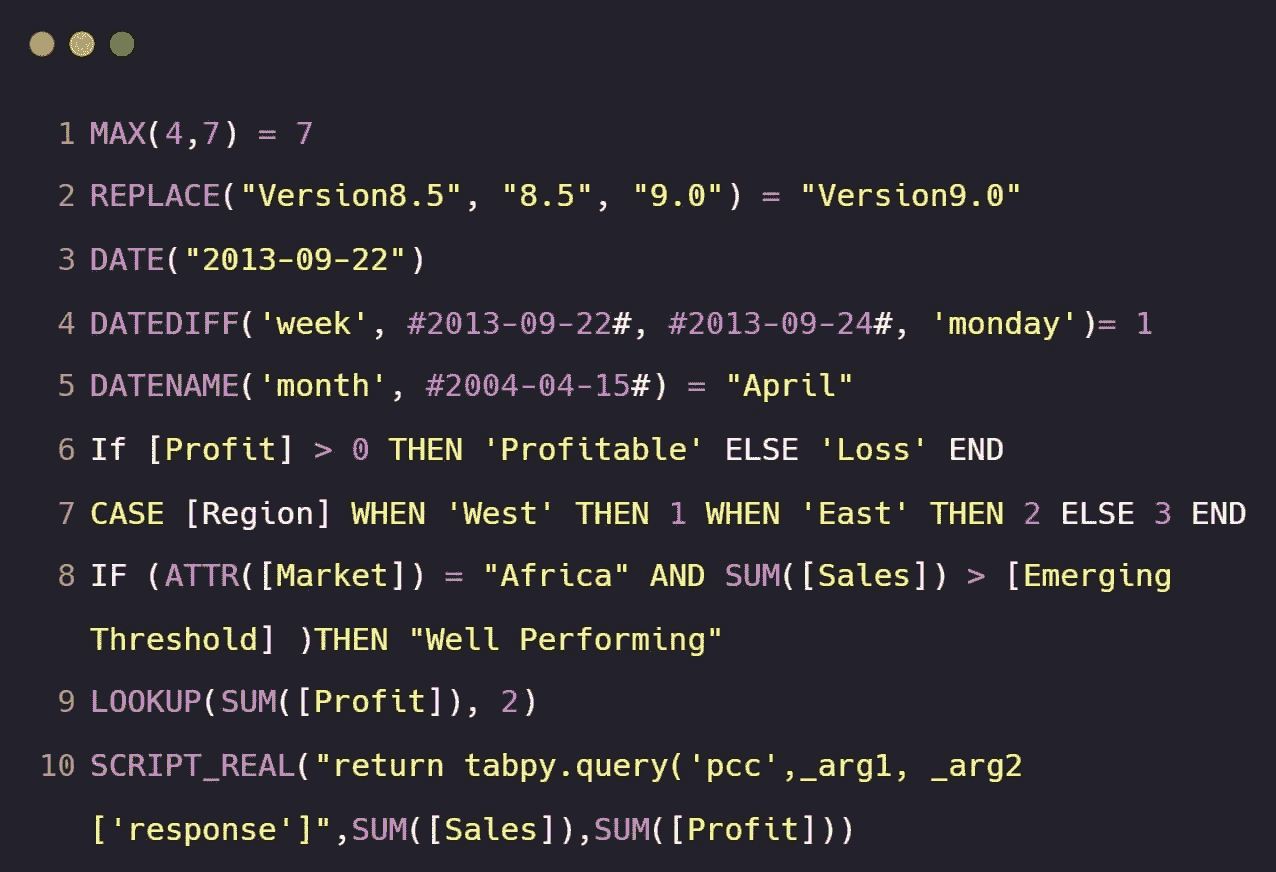 1 MAX(4,7) = 7
2 REPLACE("Version8.5", "8.5", "9.0") = "Version9.0"
3 DATE("2013-09-22")
4 DATEDIFF('week', #2013-09-22#, #2013-09-24#, 'monday')= 1
5 DATENAME('month', #2004-04-15#) = "April"
6 If [Profit] > 0 THEN 'Profitable' ELSE 'Loss' END
7 CASE [Region] WHEN 'West' THEN 1 WHEN 'East' THEN 2 ELSE 3 END
8 IF (ATTR([Market]) = "Africa" AND SUM([Sales]) > [Emerging
Threshold] )THEN "Well Performing"
9 LOOKUP(SUM([Profit]), 2)
10 SCRIPT_REAL("return tabpy.query('pcc',_arg1, _arg2
['response']",SUM([Sales]),SUM([Profit]))